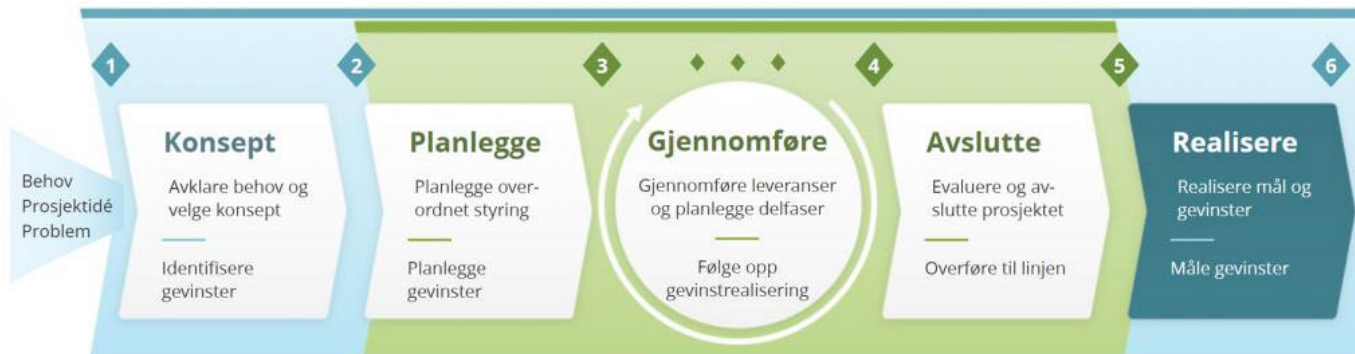 1
2
3
4
5
6
Behov
Prosjektidé
Problem
Konsept
Avklare behov og
velge konsept
Identifisere
gevinster
Planlegge
Planlegge over-
ordnet styring
Planlegge
gevinster
Gjennomføre
Gjennomføre leveranser
og planlegge delfaser
Følge opp
gevinstrealisering
Avslutte
Evaluere og av-
slutte prosjektet
Overføre til linjen
Realisere
Realisere mål og
gevinster
Måle gevinster